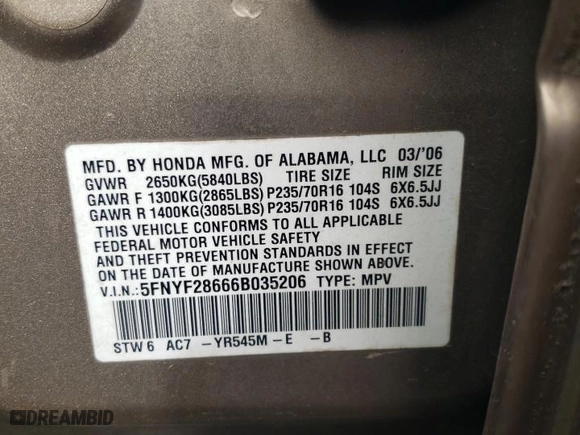 MFD. BY HONDA MFG. OF ALABAMA, LLC 03/'06
GVWR 2650KG(5840LBS) TIRE SIZE RIM SIZE
GAWR F 1300KG(2865LBS) P235/70R16 104S 6X6.5JJ
GAWR R 1400KG(3085LBS) P235/70R16 104S 6X6.5JJ
THIS VEHICLE CONFORMS TO ALL APPLICABLE
FEDERAL MOTOR VEHICLE SAFETY
AND THEFT PREVENTION STANDARDS IN EFFECT
ON THE DATE OF MANUFACTURE SHOWN ABOVE.
V.I.N.: 5FNYF28666B035206 TYPE: MPV
STW6 AC7 -YR545M -E -B
DREAMBID